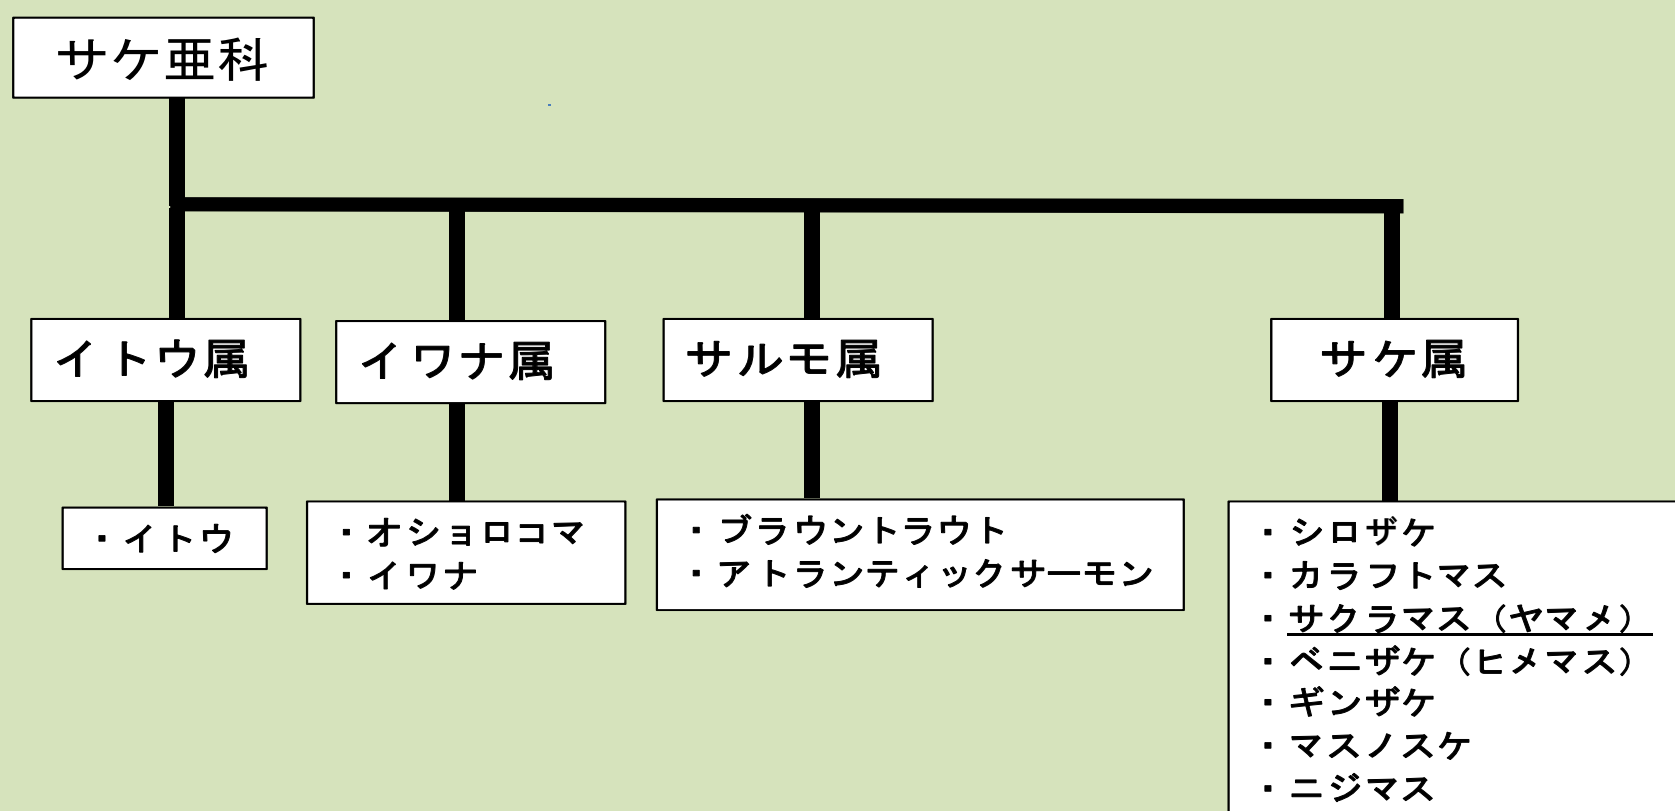 サケ亜科
イトウ属
イワナ属
サルモ属
サケ属
・イトウ
・オショロコマ
・イワナ
・ブラウントラウト
・アトランティックサーモン
・シロザケ
・カラフトマス
・サクラマス（ヤマメ）
・ベニザケ（ヒメマス）
・ギンザケ
・マスノスケ
・ニジマス